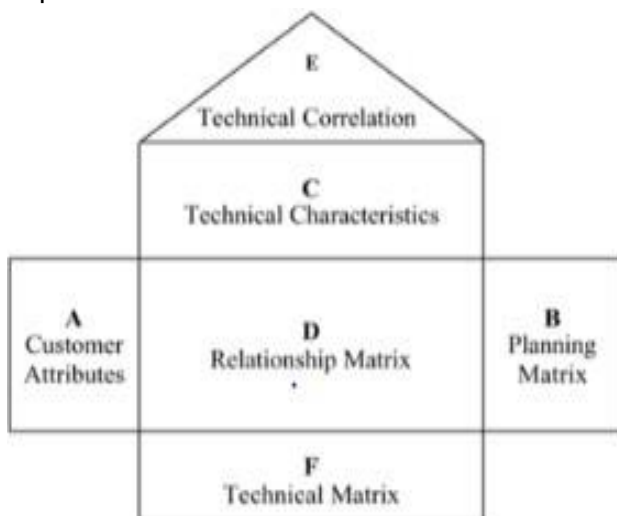 E
Technical Correlation
C
Technical Characteristics
A
Customer
Attributes
D
Relationship Matrix
B
Planning
Matrix
F
Technical Matrix